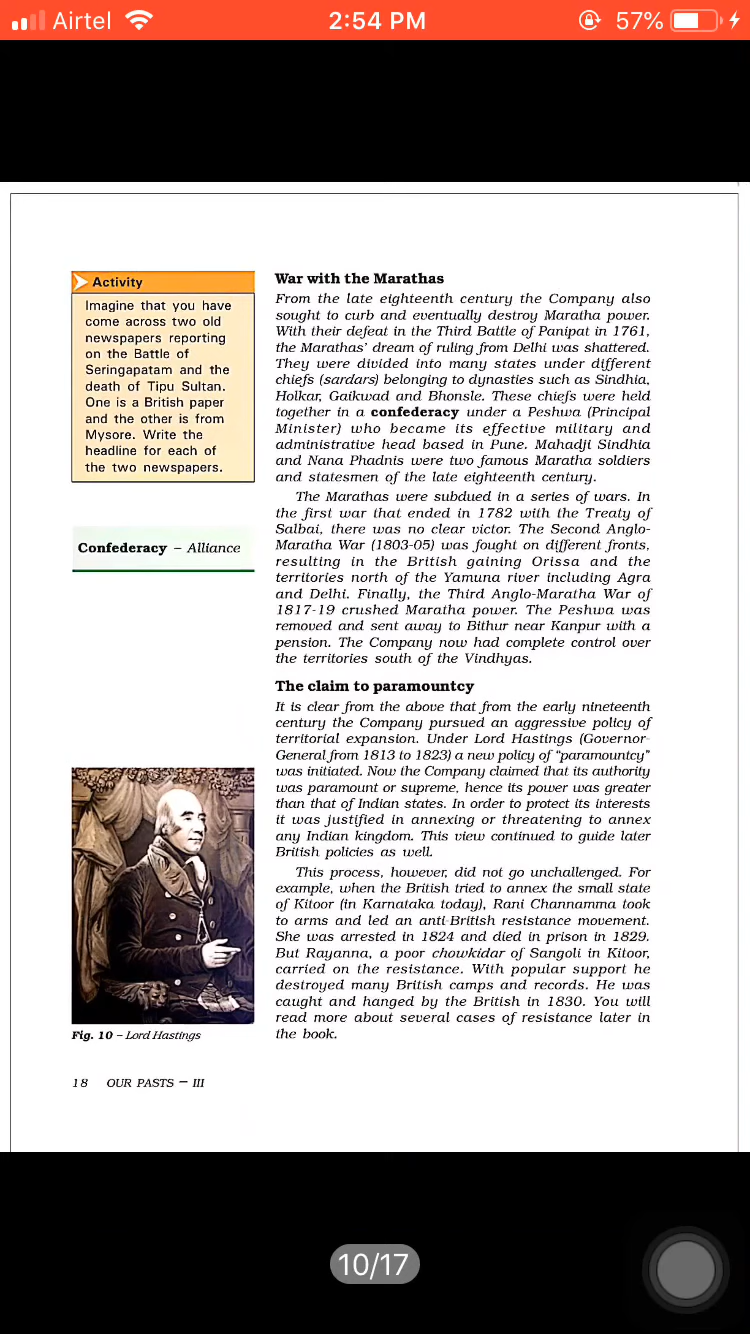 Airtel
2:54 PM
57%
Activity
Imagine that you have
come across two old
newspapers reporting
on the Battle of
Seringapatam and the
death of Tipu Sultan.
One is a British paper
and the other is from
Mysore. Write the
headline for each of
the two newspapers.
Confederacy – Alliance
Fig. 10 – Lord Hastings
War with the Marathas
From the late eighteenth century the Company also
sought to curb and eventually destroy Maratha power.
With their defeat in the Third Battle of Panipat in 1761,
the Marathas' dream of ruling from Delhi was shattered.
They were divided into many states under different
chiefs (sardars) belonging to dynasties such as Sindhia,
Holkar, Gaikwad and Bhonsle. These chiefs were held
together in a confederacy under a Peshwa (Principal
Minister) who became its effective military and
administrative head based in Pune. Mahadji Sindhia
and Nana Phadnis were two famous Maratha soldiers
and statesmen of the late eighteenth century.
The Marathas were subdued in a series of wars. In
the first war that ended in 1782 with the Treaty of
Salbai, there was no clear victor. The Second Anglo-
Maratha War (1803-05) was fought on different fronts,
resulting in the British gaining Orissa and the
territories north of the Yamuna river including Agra
and Delhi. Finally, the Third Anglo-Maratha War of
1817-19 crushed Maratha power. The Peshwa was
removed and sent away to Bithur near Kanpur with a
pension. The Company now had complete control over
the territories south of the Vindhyas.
The claim to paramountcy
It is clear from the above that from the early nineteenth
century the Company pursued an aggressive policy of
territorial expansion. Under Lord Hastings (Governor-
General from 1813 to 1823) a new policy of "paramountcy"
was initiated. Now the Company claimed that its authority
was paramount or supreme, hence its power was greater
than that of Indian states. In order to protect its interests
it was justified in annexing or threatening to annex
any Indian kingdom. This view continued to guide later
British policies as well.
This process, however, did not go unchallenged. For
example, when the British tried to annex the small state
of Kitoor (in Karnataka today), Rani Channamma took
to arms and led an anti-British resistance movement.
She was arrested in 1824 and died in prison in 1829.
But Rayanna, a poor chowkidar of Sangoli in Kitoor,
carried on the resistance. With popular support he
destroyed many British camps and records. He was
caught and hanged by the British in 1830. You will
read more about several cases of resistance later in
the book.
18 OUR PASTS – III
10/17